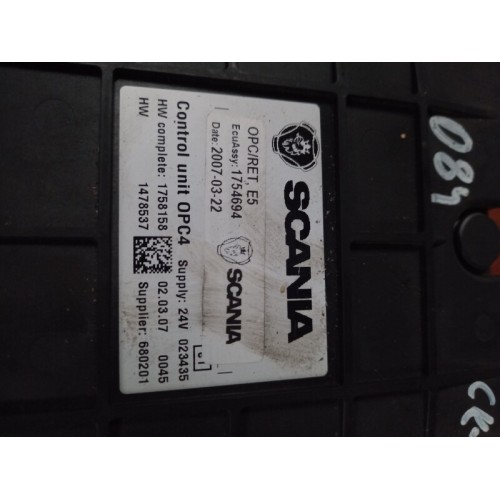 SCANIA
OPC/RET, E5
EcuAssy: 1754694
Date: 2007-03-22
SCANIA
Control unit OPC4 Supply: 24V 023435
HW complete: 1758158 02.03.07 0045
HW 1478537 Supplier: 680201
084